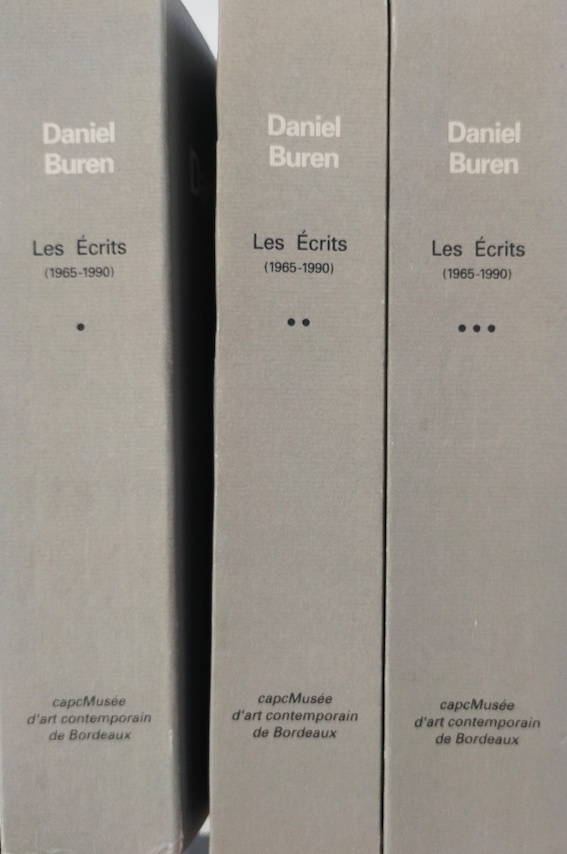 Daniel
Buren
Les Écrits
(1965-1990)
•
capcMusée
d'art contemporain
de Bordeaux
Daniel
Buren
Les Écrits
(1965-1990)
••
capcMusée
d'art contemporain
de Bordeaux
Daniel
Buren
Les Écrits
(1965-1990)
•••
capcMusée
d'art contemporain
de Bordeaux